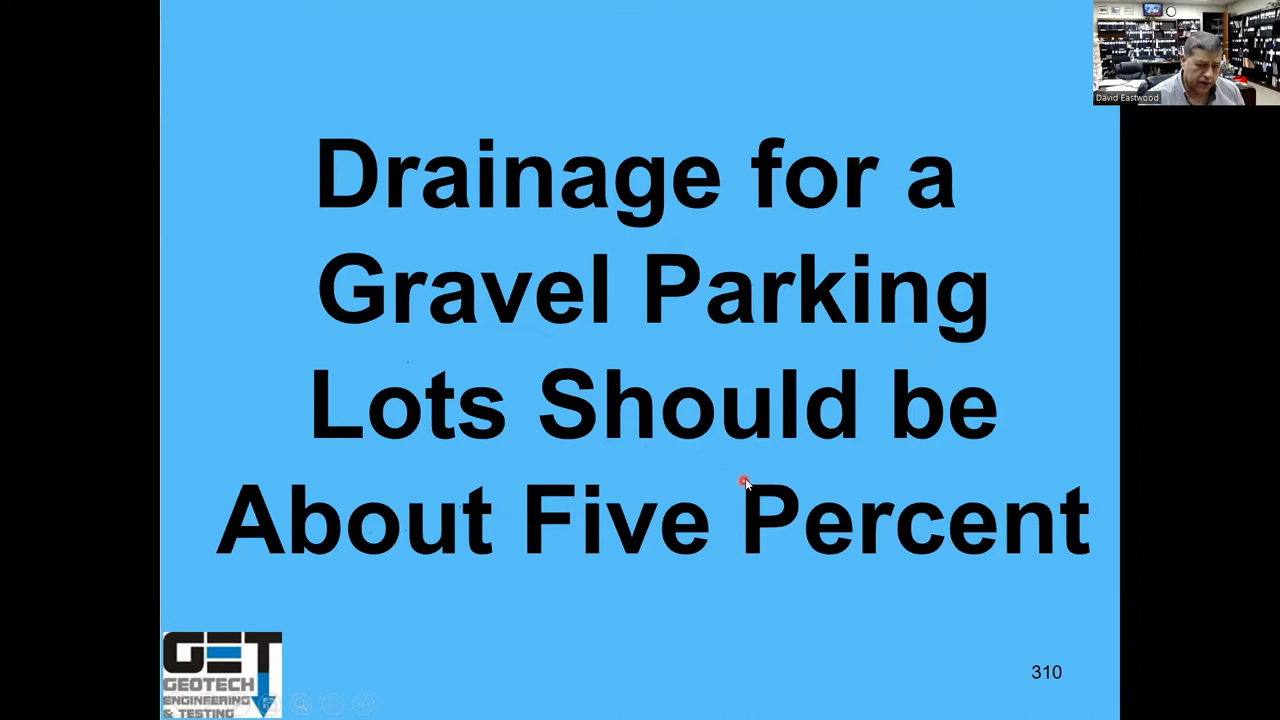 David Eastwood
Drainage for a
Gravel Parking
Lots Should be
About Five Percent
GET
GEOTECH
ENGINEERING
& TESTING
310